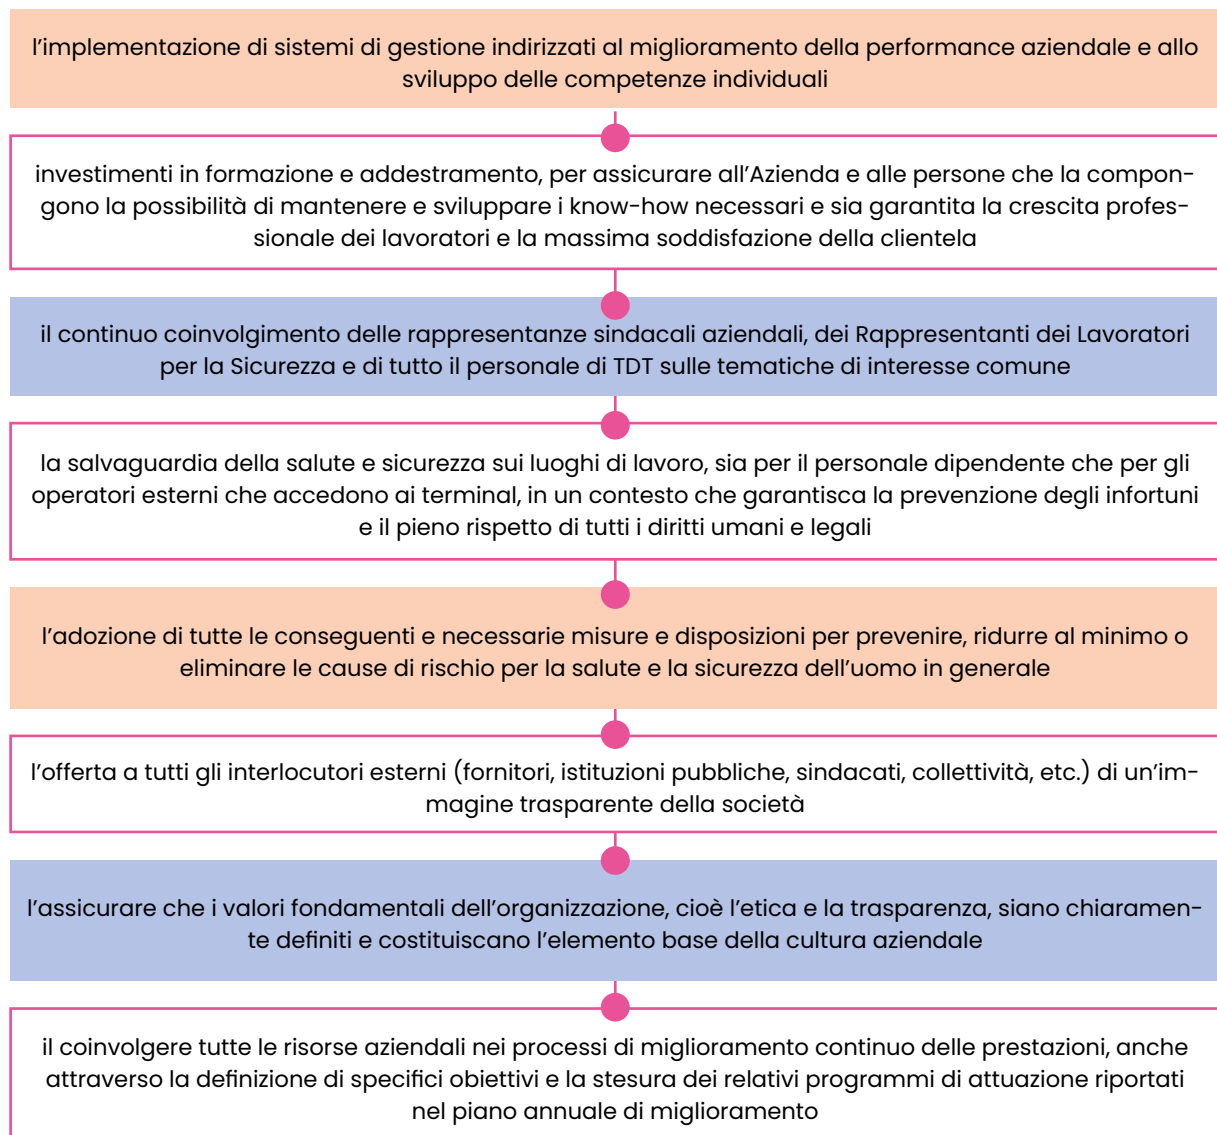 l'implementazione di sistemi di gestione indirizzati al miglioramento della performance aziendale e allo
sviluppo delle competenze individuali
investimenti in formazione e addestramento, per assicurare all'Azienda e alle persone che la compon-
gono la possibilità di mantenere e sviluppare i know-how necessari e sia garantita la crescita profes-
sionale dei lavoratori e la massima soddisfazione della clientela
il continuo coinvolgimento delle rappresentanze sindacali aziendali, dei Rappresentanti dei Lavoratori
per la Sicurezza e di tutto il personale di TDT sulle tematiche di interesse comune
la salvaguardia della salute e sicurezza sui luoghi di lavoro, sia per il personale dipendente che per gli
operatori esterni che accedono ai terminal, in un contesto che garantisca la prevenzione degli infortuni
e il pieno rispetto di tutti i diritti umani e legali
l'adozione di tutte le conseguenti e necessarie misure e disposizioni per prevenire, ridurre al minimo o
eliminare le cause di rischio per la salute e la sicurezza dell'uomo in generale
l'offerta a tutti gli interlocutori esterni (fornitori, istituzioni pubbliche, sindacati, collettività, etc.) di un'im-
magine trasparente della società
l'assicurare che i valori fondamentali dell'organizzazione, cioè l'etica e la trasparenza, siano chiaramen-
te definiti e costituiscano l'elemento base della cultura aziendale
il coinvolgere tutte le risorse aziendali nei processi di miglioramento continuo delle prestazioni, anche
attraverso la definizione di specifici obiettivi e la stesura dei relativi programmi di attuazione riportati
nel piano annuale di miglioramento